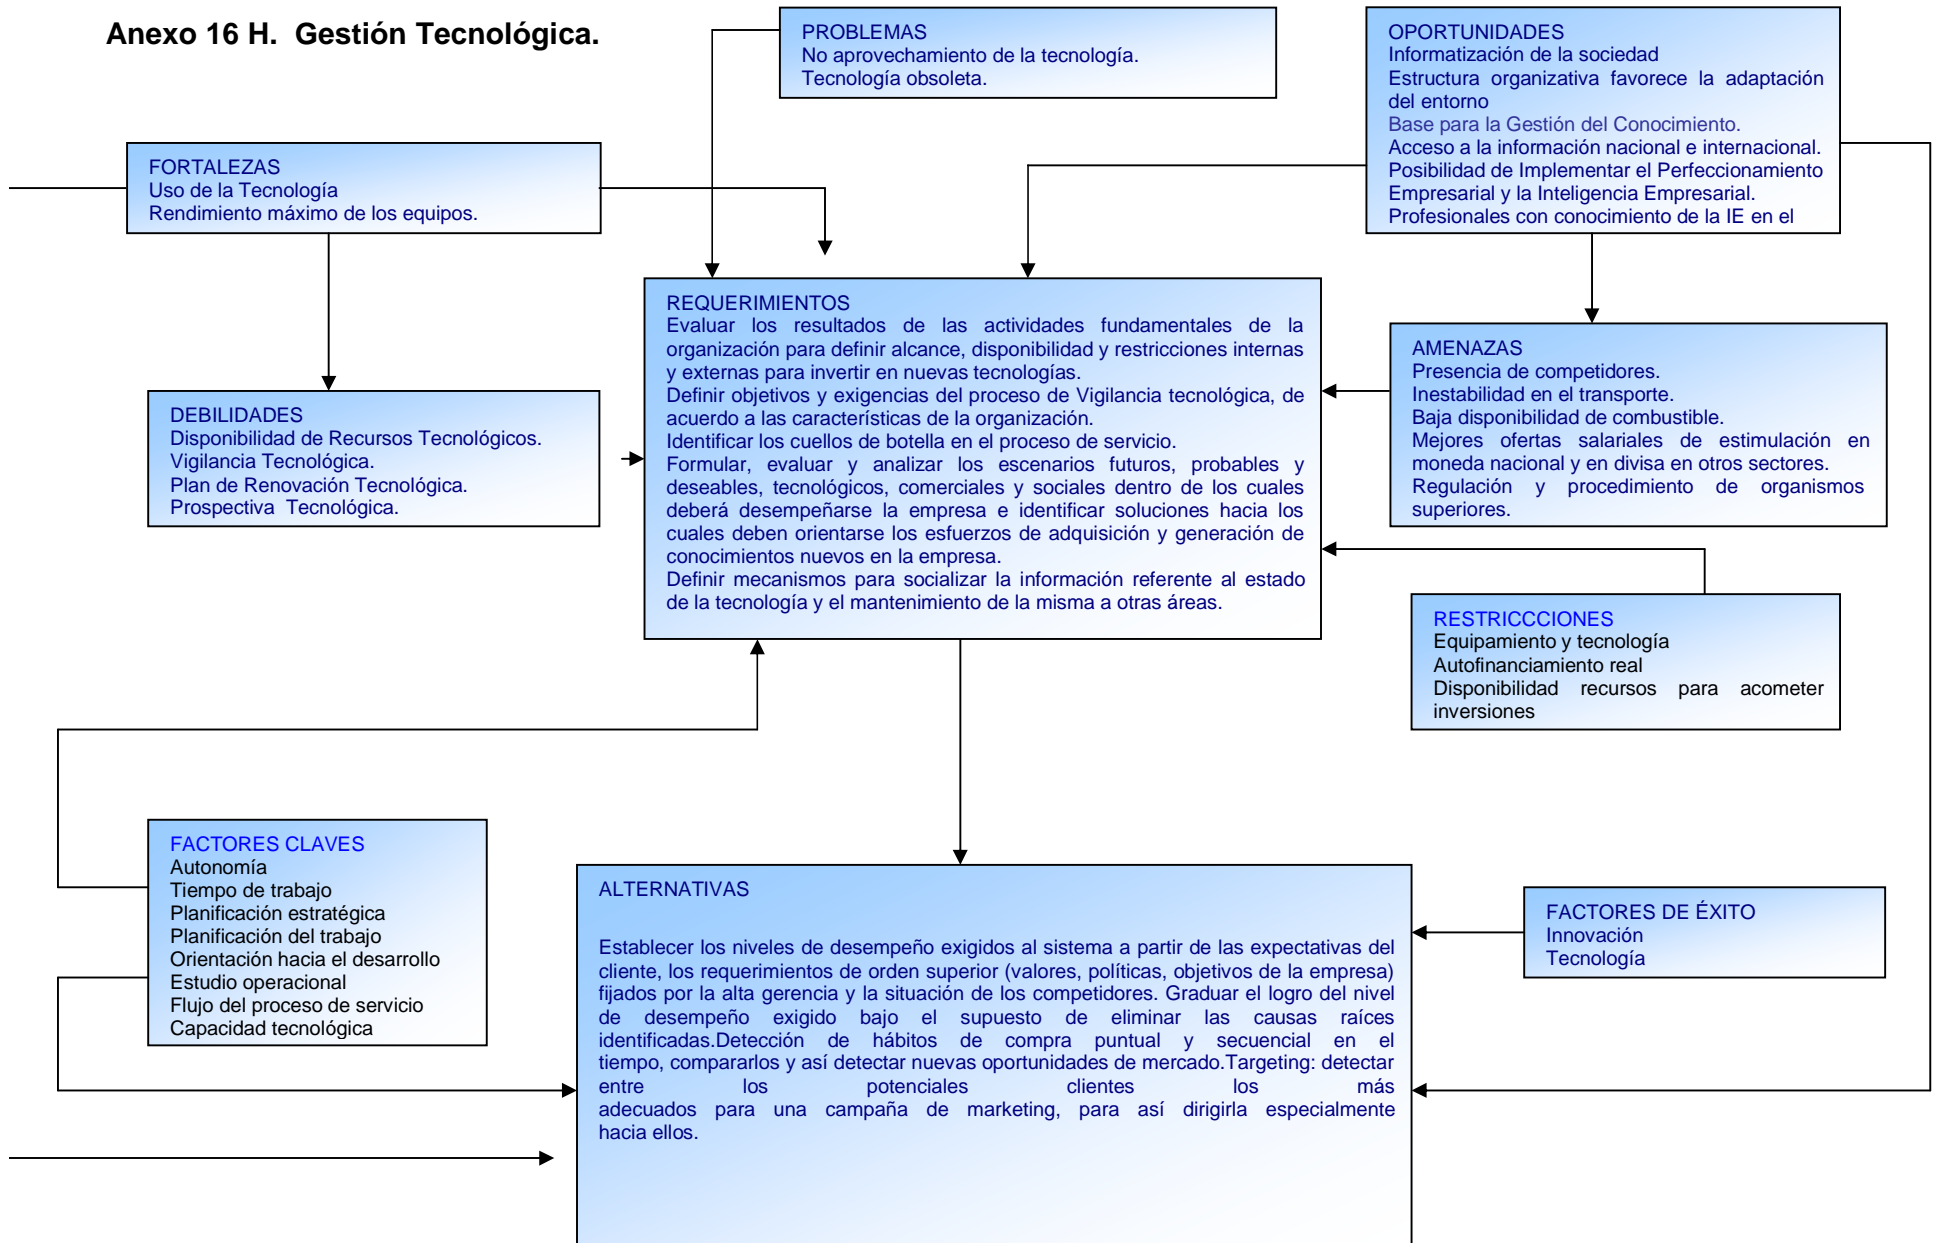 Anexo 16 H. Gestión Tecnológica.
PROBLEMAS
No aprovechamiento de la tecnología.
Tecnología obsoleta.
OPORTUNIDADES
Informatización de la sociedad
Estructura organizativa favorece la adaptación
del entorno
Base para la Gestión del Conocimiento.
Acceso a la información nacional e internacional.
Posibilidad de Implementar el Perfeccionamiento
Empresarial y la Inteligencia Empresarial.
Profesionales con conocimiento de la IE en el
FORTALEZAS
Uso de la Tecnología
Rendimiento máximo de los equipos.
REQUERIMIENTOS
Evaluar los resultados de las actividades fundamentales de la
organización para definir alcance, disponibilidad y restricciones internas
y externas para invertir en nuevas tecnologías.
Definir objetivos y exigencias del proceso de Vigilancia tecnológica, de
acuerdo a las características de la organización.
Identificar los cuellos de botella en el proceso de servicio.
Formular, evaluar y analizar los escenarios futuros, probables y
deseables, tecnológicos, comerciales y sociales dentro de los cuales
deberá desempeñarse la empresa e identificar soluciones hacia los
cuales deben orientarse los esfuerzos de adquisición y generación de
conocimientos nuevos en la empresa.
Definir mecanismos para socializar la información referente al estado
de la tecnología y el mantenimiento de la misma a otras áreas.
AMENAZAS
Presencia de competidores.
Inestabilidad en el transporte.
Baja disponibilidad de combustible.
Mejores ofertas salariales de estimulación en
moneda nacional y en divisa en otros sectores.
Regulación y procedimiento de organismos
superiores.
DEBILIDADES
Disponibilidad de Recursos Tecnológicos.
Vigilancia Tecnológica.
Plan de Renovación Tecnológica.
Prospectiva Tecnológica.
RESTRICCCIONES
Equipamiento y tecnología
Autofinanciamiento real
Disponibilidad recursos para acometer
inversiones
FACTORES CLAVES
Autonomía
Tiempo de trabajo
Planificación estratégica
Planificación del trabajo
Orientación hacia el desarrollo
Estudio operacional
Flujo del proceso de servicio
Capacidad tecnológica
ALTERNATIVAS
Establecer los niveles de desempeño exigidos al sistema a partir de las expectativas del
cliente, los requerimientos de orden superior (valores, políticas, objetivos de la empresa)
fijados por la alta gerencia y la situación de los competidores. Graduar el logro del nivel
de desempeño exigido bajo el supuesto de eliminar las causas raíces
identificadas.Detección de hábitos de compra puntual y secuencial en el
tiempo, compararlos y así detectar nuevas oportunidades de mercado.Targeting: detectar
entre los potenciales clientes los más
adecuados para una campaña de marketing, para así dirigirla especialmente
hacia ellos.
FACTORES DE ÉXITO
Innovación
Tecnología